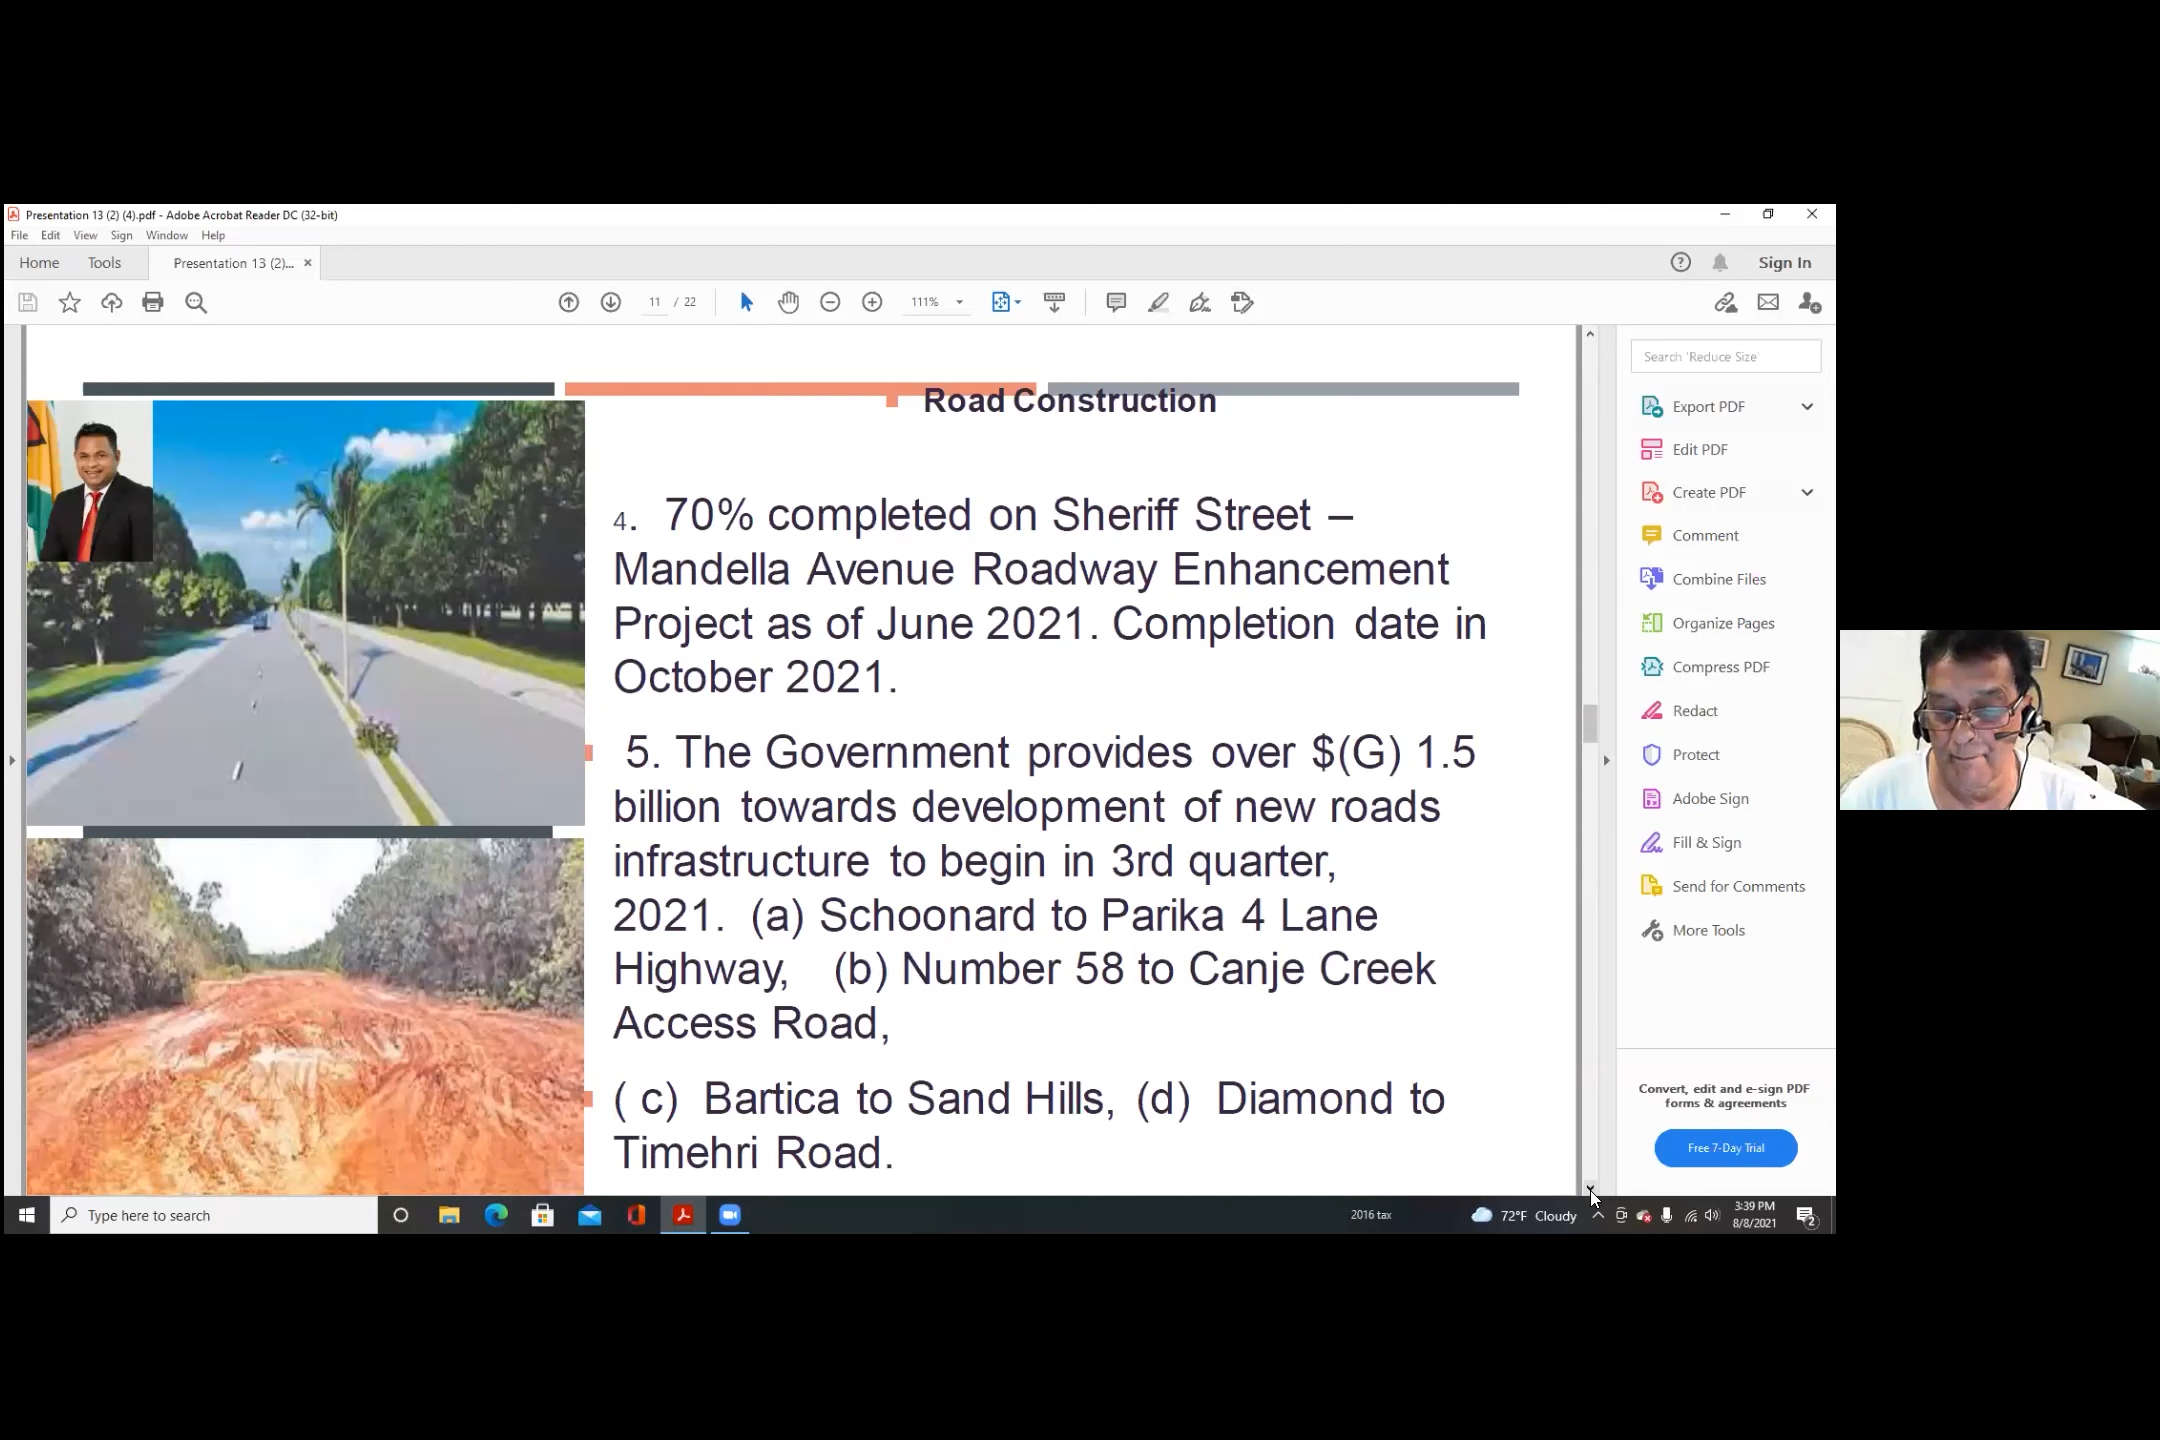 Presentation 13 (2) (4).pdf - Adobe Acrobat Reader DC (32-bit)
File Edit View Sign Window Help
Home Tools Presentation 13 (2)... × Sign In
11 / 22 111%
Road Construction
4. 70% completed on Sheriff Street –
Mandella Avenue Roadway Enhancement
Project as of June 2021. Completion date in
October 2021.
5. The Government provides over $(G) 1.5
billion towards development of new roads
infrastructure to begin in 3rd quarter,
2021. (a) Schoonard to Parika 4 Lane
Highway, (b) Number 58 to Canje Creek
Access Road,
( c) Bartica to Sand Hills, (d) Diamond to
Timehri Road.
Search 'Reduce Size'
Export PDF
Edit PDF
Create PDF
Comment
Combine Files
Organize Pages
Compress PDF
Redact
Protect
Adobe Sign
Fill & Sign
Send for Comments
More Tools
Convert, edit and e-sign PDF
forms & agreements
Free 7-Day Trial
Type here to search
2016 tax
72°F Cloudy
3:39 PM
8/8/2021
2